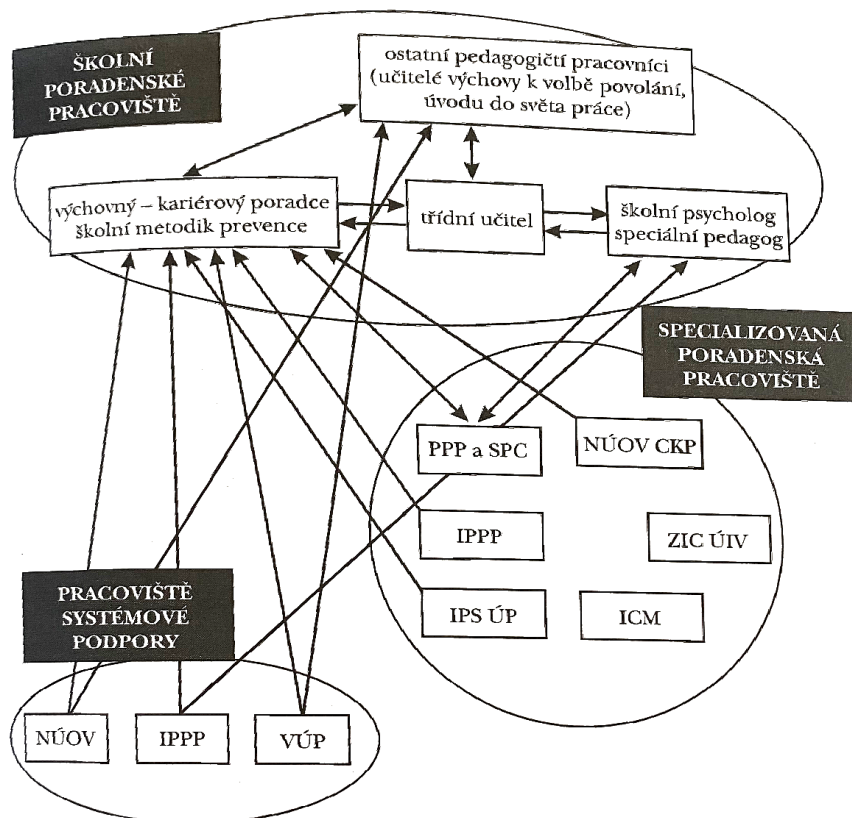 ŠKOLNÍ
PORADENSKÉ
PRACOVIŠTĚ
ostatní pedagogičtí pracovníci
(učitelé výchovy k volbě povolání,
úvodu do světa práce)
výchovný – kariérový poradce
školní metodik prevence
třídní učitel
školní psycholog
speciální pedagog
SPECIALIZOVANÁ
PORADENSKÁ
PRACOVIŠTĚ
PPP a SPC
NÚOV CKP
IPPP
ZIC ÚIV
IPS ÚP
ICM
PRACOVIŠTĚ
SYSTÉMOVÉ
PODPORY
NÚOV
IPPP
VÚP